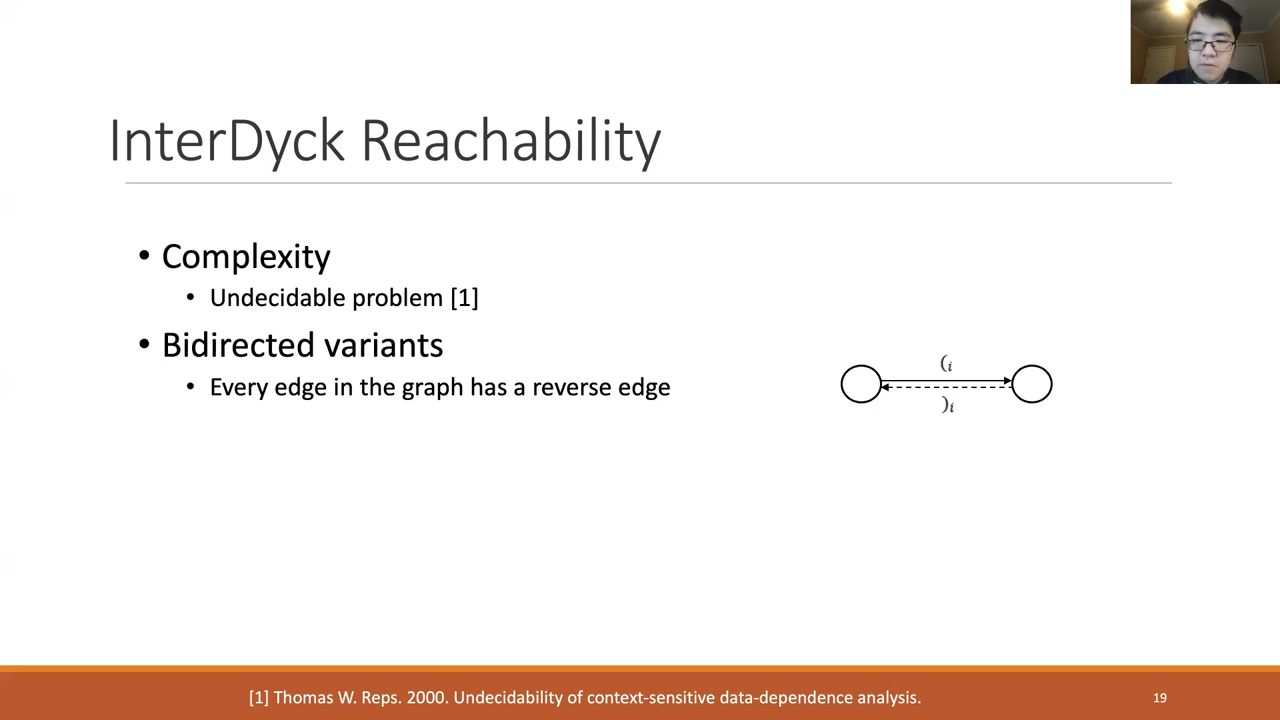 InterDyck Reachability
• Complexity
• Undecidable problem [1]
• Bidirected variants
• Every edge in the graph has a reverse edge
(i
)i
[1] Thomas W. Reps. 2000. Undecidability of context-sensitive data-dependence analysis.
19